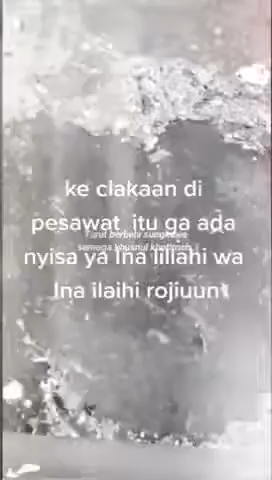 ke clakaan di
pesawat itu ga ada
Turut berduka sungkawa
semoga khusnul khotimah
nyisa ya Ina lillahi wa
Ina ilaihi rojiuun